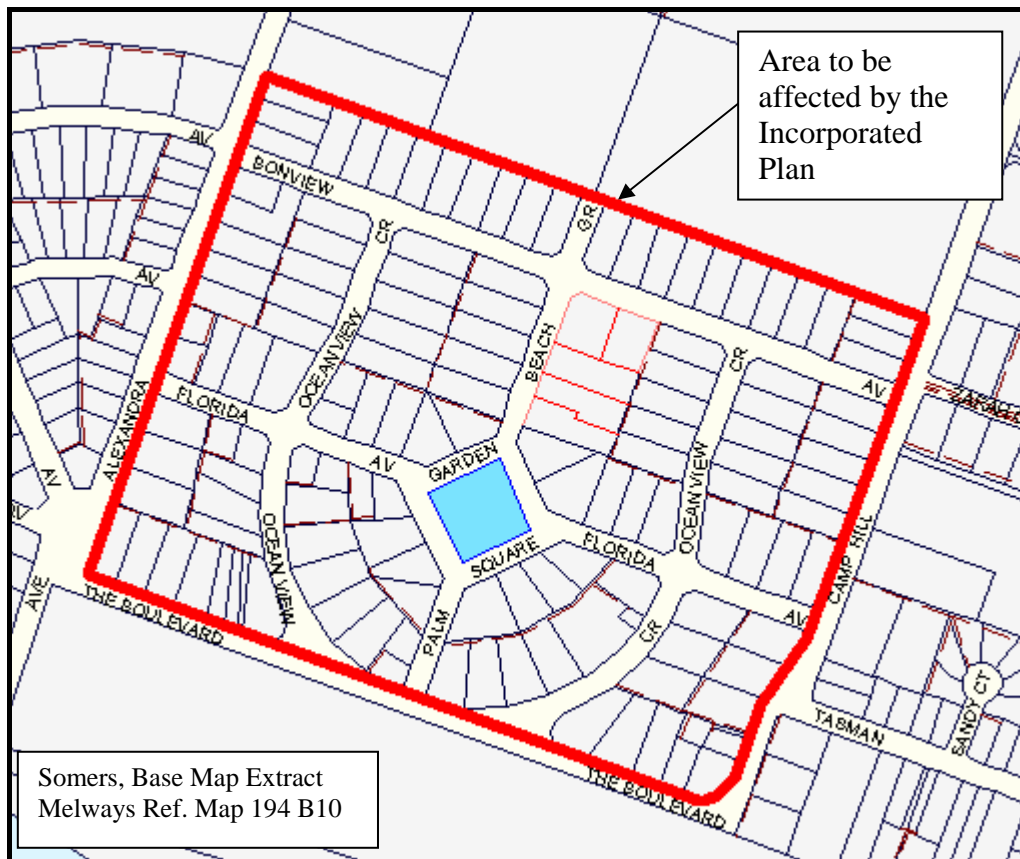 Area to be
affected by the
Incorporated
Plan
AV
BONVIEW
GR
CR
AV
OCEAN VIEW
BEACH
CR
AV
ALEXANDRA
FLORIDA
AV
GARDEN
OCEAN VIEW
AV
OCEAN VIEW
SQUARE
FLORIDA
CAMP HILL
AVE
THE BOULEVARD
PALM
CR
AV
TASMAN
SANDY CT
THE BOULEVARD
Somers, Base Map Extract
Melways Ref. Map 194 B10